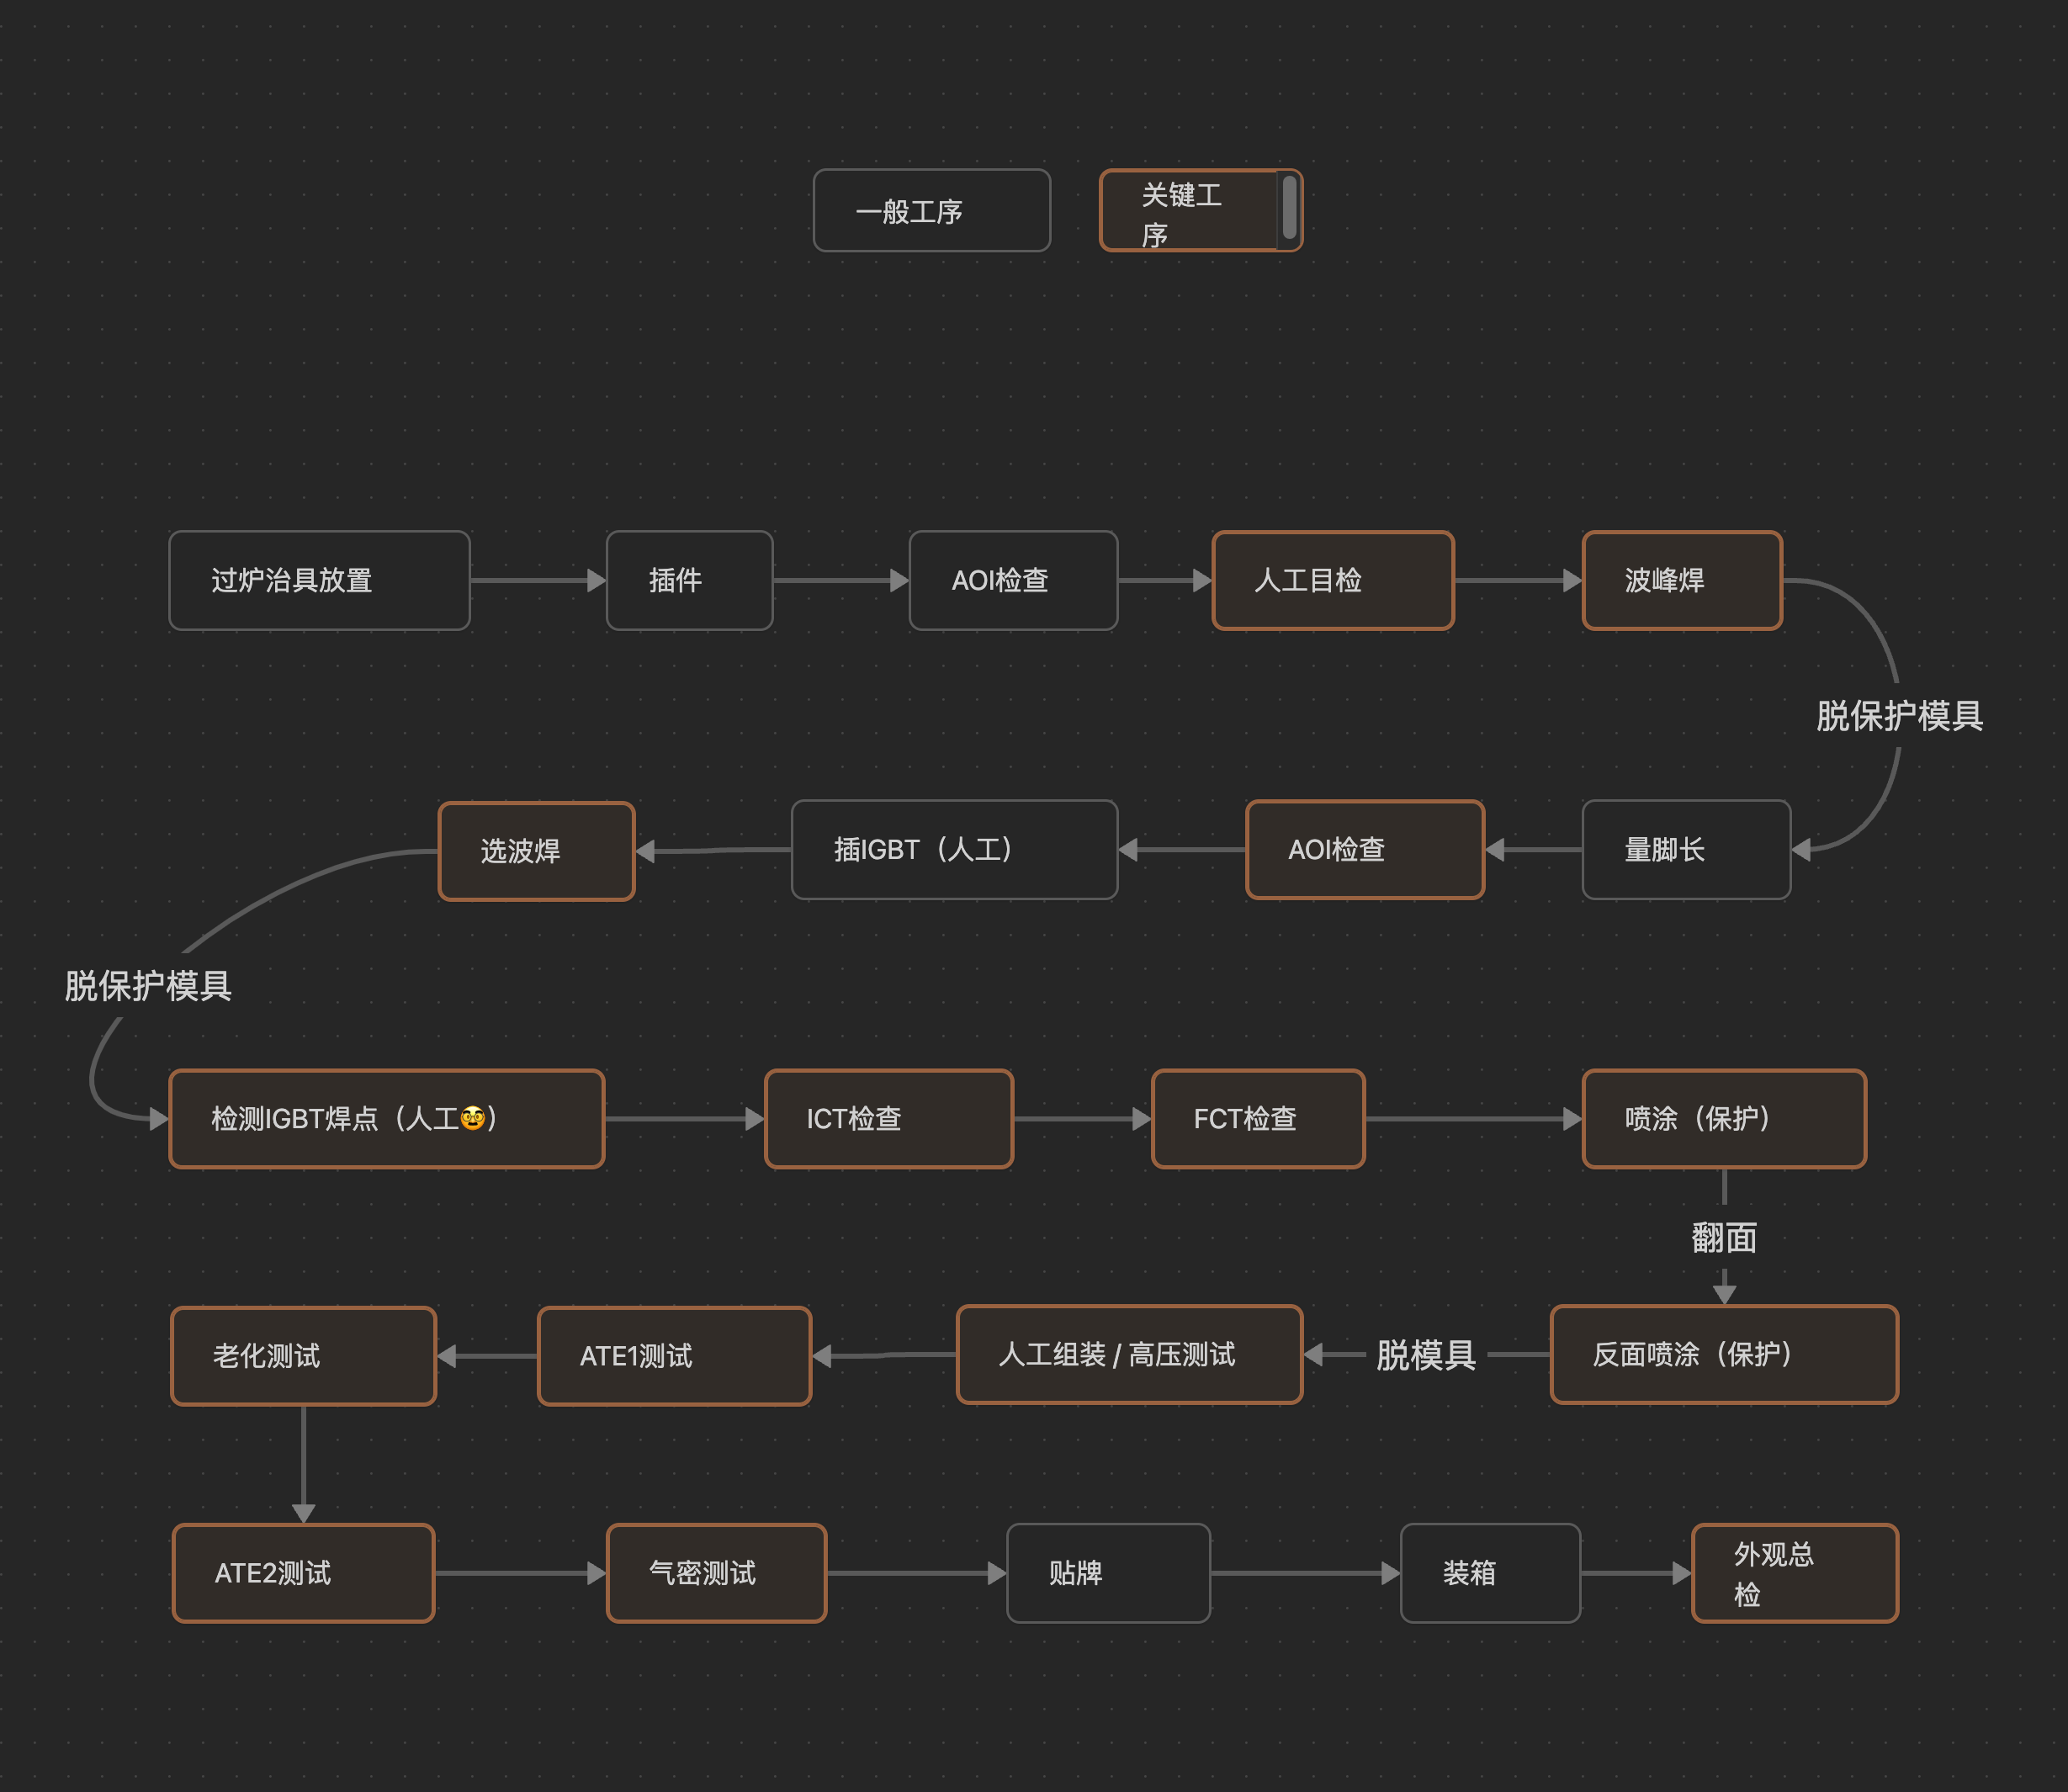 一般工序
关键工
序
过炉治具放置
插件
AOI检查
人工目检
波峰焊
脱保护模具
量脚长
AOI检查
插IGBT（人工）
选波焊
脱保护模具
检测IGBT焊点（人工🥸）
ICT检查
FCT检查
喷涂（保护）
翻面
反面喷涂（保护）
脱模具
人工组装 / 高压测试
ATE1测试
老化测试
ATE2测试
气密测试
贴牌
装箱
外观总
检